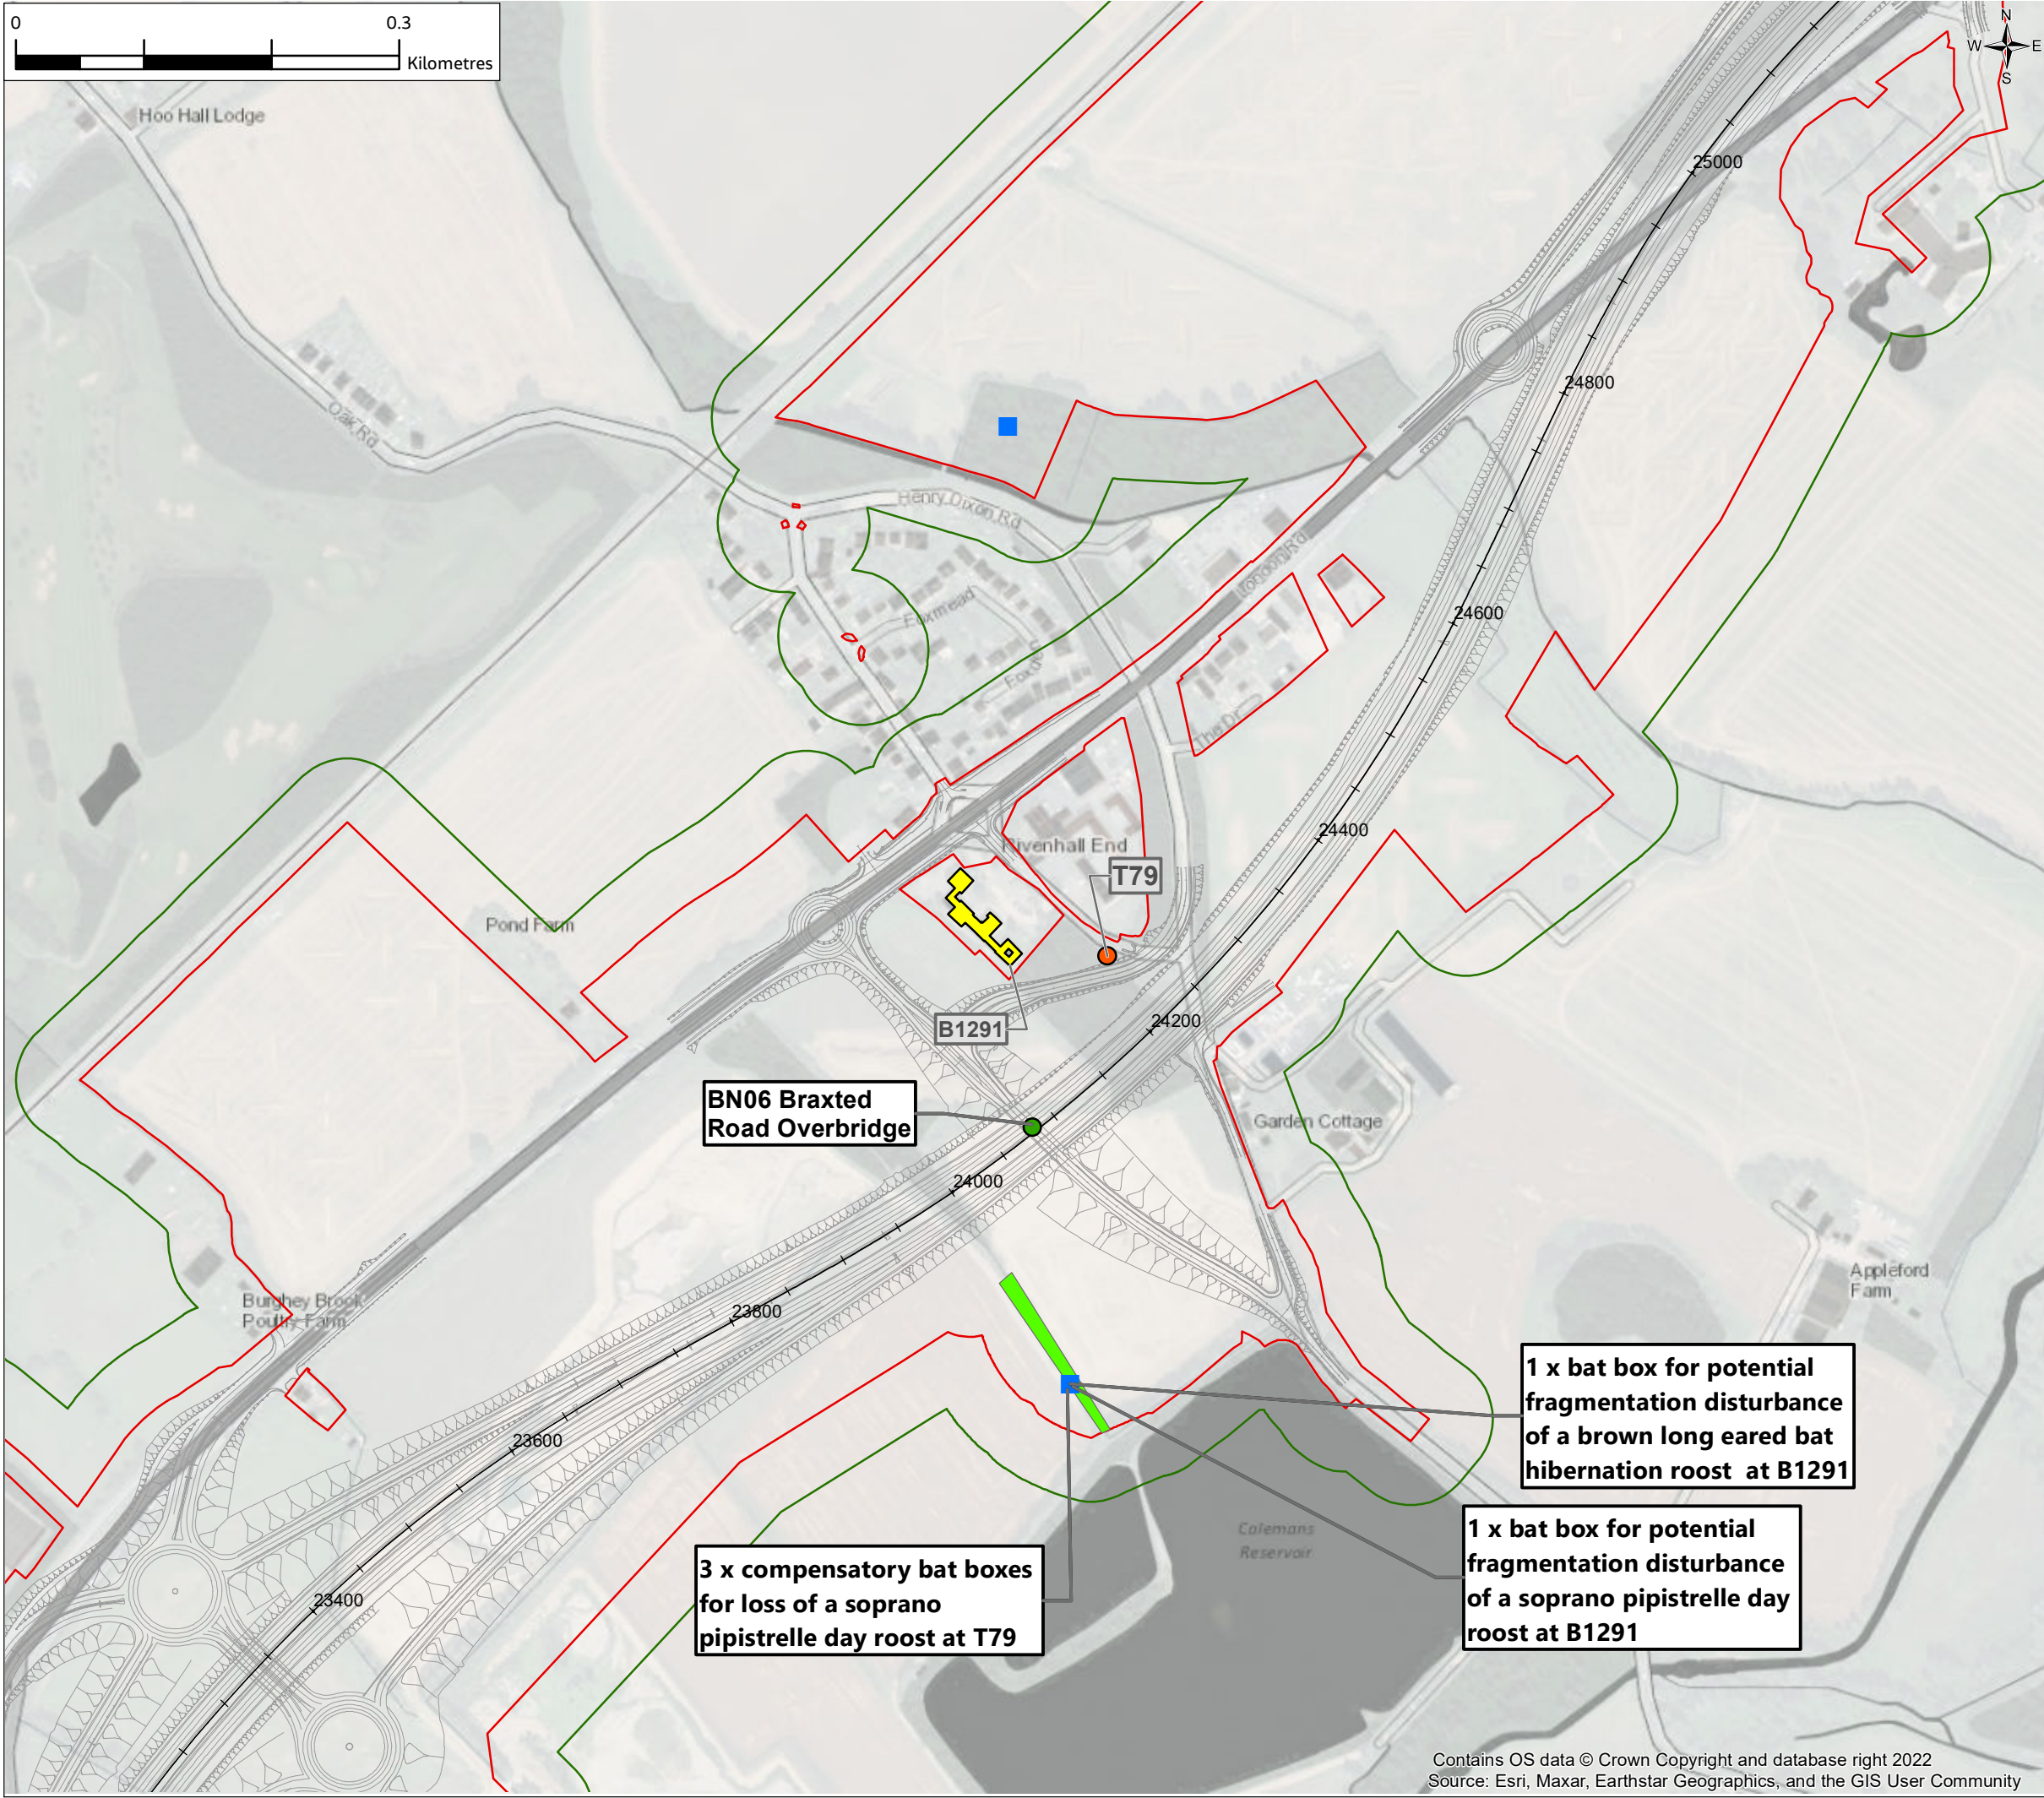 0
0.3
Kilometres
N
W
E
S
Hoo Hall Lodge
25000
24800
Oak Rd
Henry Dixon Rd
London Rd
Foxmead
24600
The Dr
24400
Rivenhall End
T79
Pond Farm
B1291
24200
BN06 Braxted
Road Overbridge
Garden Cottage
24000
Appleford
Farm
Burghey Brook
Poultry Farm
23800
1 x bat box for potential
fragmentation disturbance
of a brown long eared bat
hibernation roost at B1291
23600
1 x bat box for potential
fragmentation disturbance
of a soprano pipistrelle day
roost at B1291
Colemans
Reservoir
3 x compensatory bat boxes
for loss of a soprano
pipistrelle day roost at T79
23400
Contains OS data © Crown Copyright and database right 2022
Source: Esri, Maxar, Earthstar Geographics, and the GIS User Community